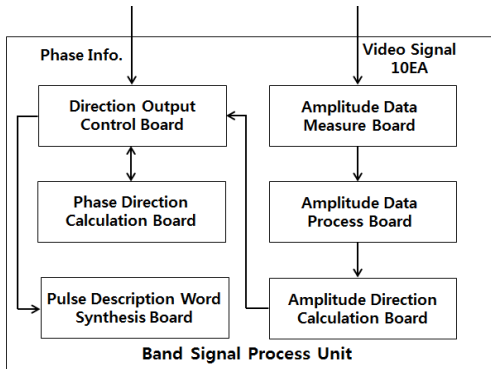 Phase Info.
Video Signal
10EA
Direction Output
Control Board
Amplitude Data
Measure Board
Phase Direction
Calculation Board
Amplitude Data
Process Board
Pulse Description Word
Synthesis Board
Amplitude Direction
Calculation Board
Band Signal Process Unit